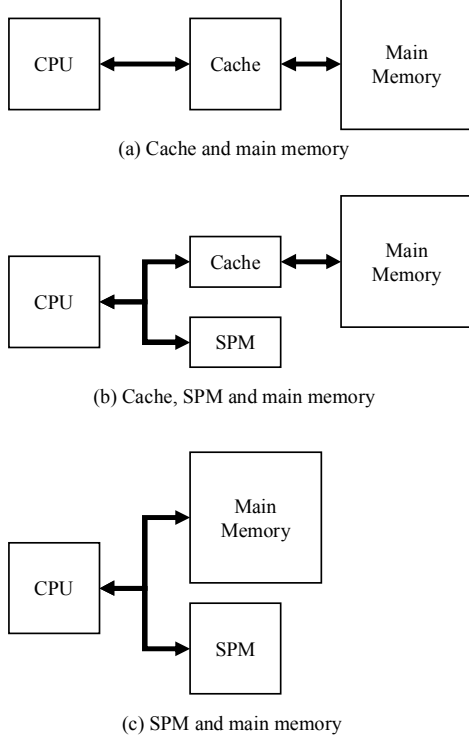 CPU
Cache
Main
Memory
(a) Cache and main memory
CPU
Cache
Main
Memory
SPM
(b) Cache, SPM and main memory
CPU
Main
Memory
SPM
(c) SPM and main memory